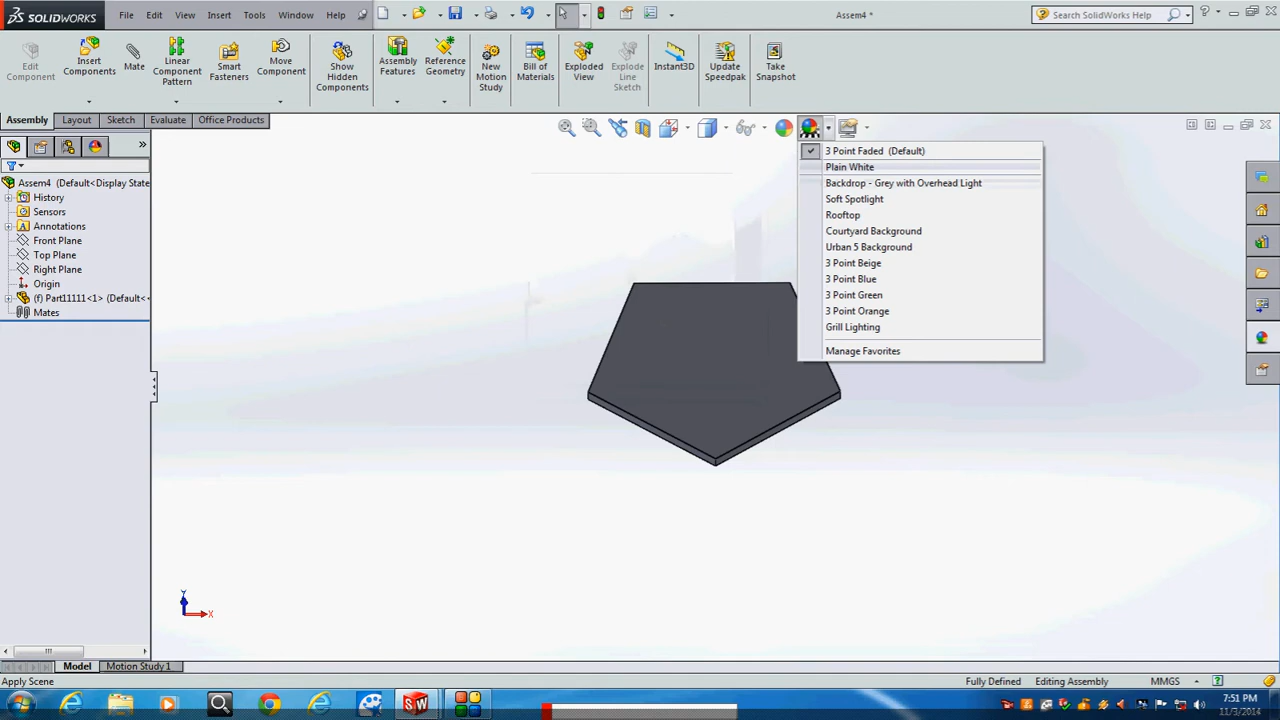 SOLIDWORKS File Edit View Insert Tools Window Help Assem4 * Search SolidWorks Help
Edit Component
Insert Components
Mate
Linear Component Pattern
Smart Fasteners
Move Component
Show Hidden Components
Assembly Features
Reference Geometry
New Motion Study
Bill of Materials
Exploded View
Explode Line Sketch
Instant3D
Update Speedpak
Take Snapshot
Assembly Layout Sketch Evaluate Office Products
Assem4 (Default<Display State
History
Sensors
Annotations
Front Plane
Top Plane
Right Plane
Origin
(f) Part11111<1> (Default<
Mates
3 Point Faded (Default)
Plain White
Backdrop - Grey with Overhead Light
Soft Spotlight
Rooftop
Courtyard Background
Urban 5 Background
3 Point Beige
3 Point Blue
3 Point Green
3 Point Orange
Grill Lighting
Manage Favorites
Y
X
Model Motion Study 1
Apply Scene Fully Defined Editing Assembly MMGS
7:51 PM
11/3/2014